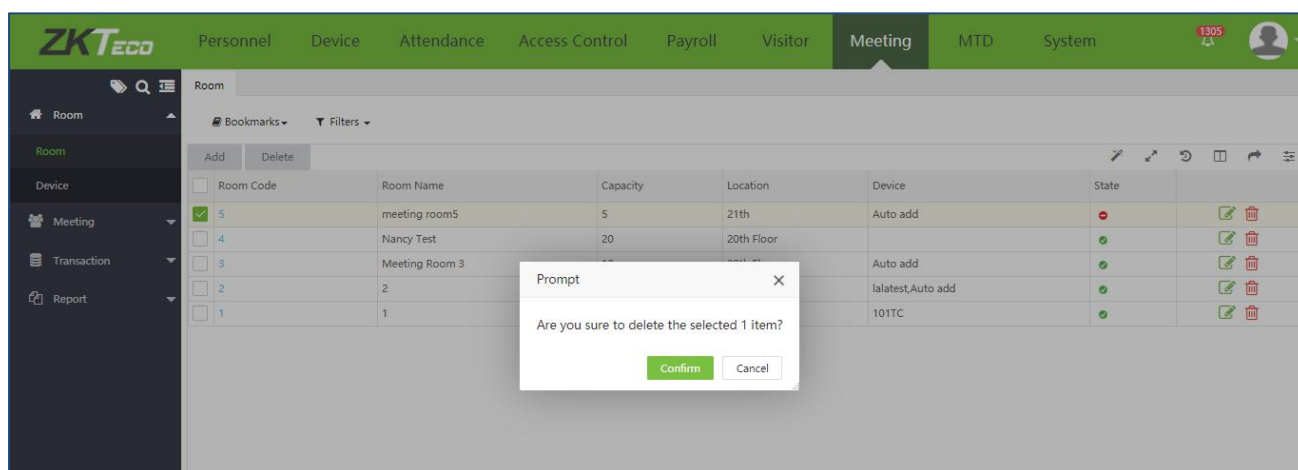 ZKTECO Personnel Device Attendance Access Control Payroll Visitor Meeting MTD System 1305
Room
Room
Bookmarks Filters
Room
Add Delete
Device
Room Code Room Name Capacity Location Device State
5 meeting room5 5 21th Auto add
Meeting
4 Nancy Test 20 20th Floor
Transaction
3 Meeting Room 3 Auto add
2 2 lalatest,Auto add
Report
1 1 101TC
Prompt
Are you sure to delete the selected 1 item?
Confirm Cancel